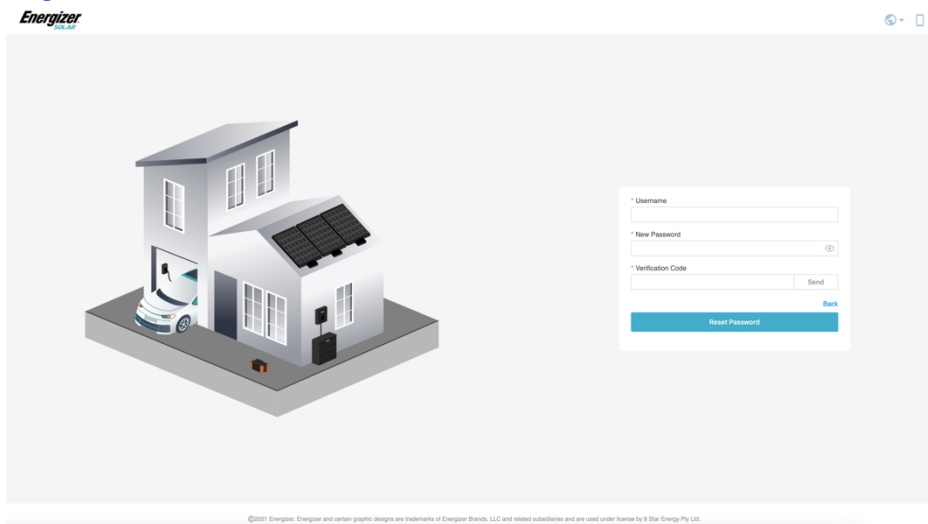 Energizer
SOLAR
* Username
* New Password
* Verification Code
Send
Back
Reset Password
©2021 Energizer. Energizer and certain graphic designs are trademarks of Energizer Brands, LLC and related subsidiaries and are used under license by 8 Star Energy Pty Ltd.